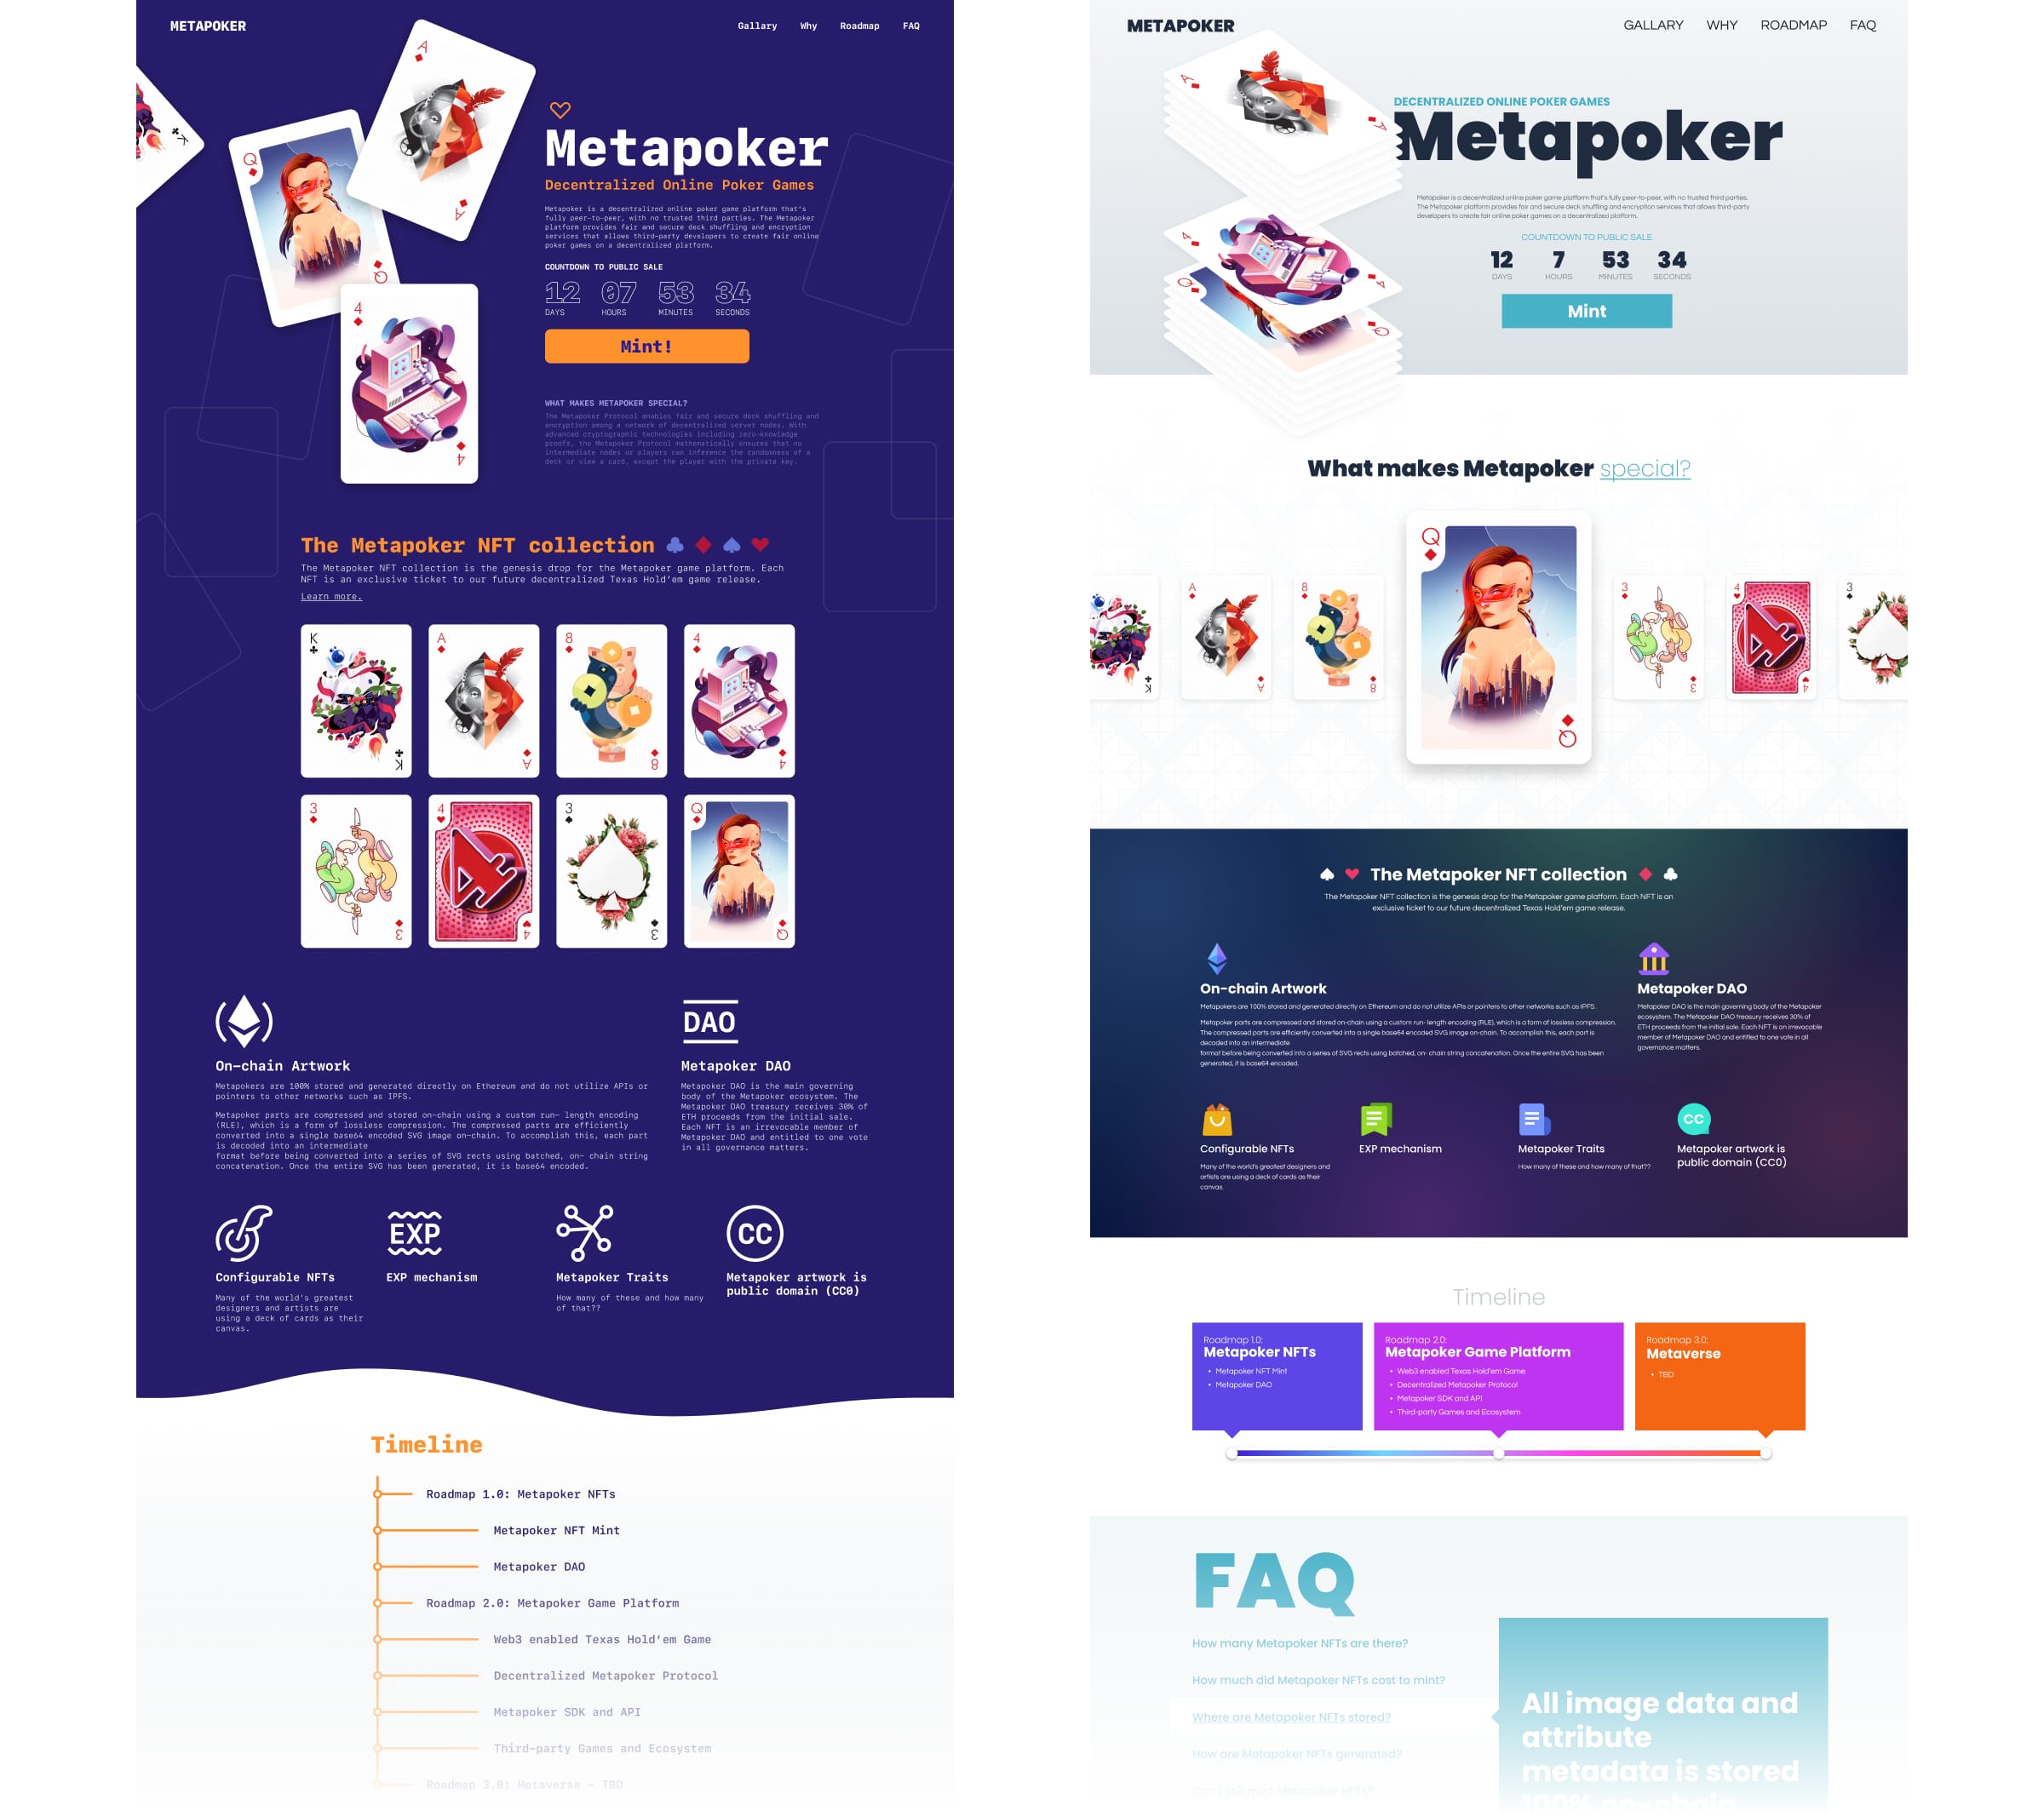 METAPOKER
Gallary Why Roadmap FAQ
A
A
K
Q
Q
4
4
Metapoker
Decentralized Online Poker Games
Metapoker is a decentralized online poker game platform that's
fully peer-to-peer, with no trusted third parties. The Metapoker
platform provides fair and secure deck shuffling and encryption
services that allows third-party developers to create fair online
poker games on a decentralized platform.
COUNTDOWN TO PUBLIC SALE
12 07 53 34
DAYS HOURS MINUTES SECONDS
Mint!
WHAT MAKES METAPOKER SPECIAL?
The Metapoker Protocol enables fair and secure deck shuffling and
encryption among a network of decentralized server nodes. With
advanced cryptographic technologies including zero-knowledge
proofs, the Metapoker Protocol mathematically ensures that no
intermediate nodes or players can inference the randomness of a
deck or view a card, except the player with the private key.
The Metapoker NFT collection
The Metapoker NFT collection is the genesis drop for the Metapoker game platform. Each
NFT is an exclusive ticket to our future decentralized Texas Hold'em game release.
Learn more.
K A 8 4
K A 8 4
3 4 3 Q
3 4 3 Q
DAO
On-chain Artwork
Metapokers are 100% stored and generated directly on Ethereum and do not utilize APIs or
pointers to other networks such as IPFS.
Metapoker parts are compressed and stored on-chain using a custom run- length encoding
(RLE), which is a form of lossless compression. The compressed parts are efficiently
converted into a single base64 encoded SVG image on-chain. To accomplish this, each part
is decoded into an intermediate
format before being converted into a series of SVG rects using batched, on- chain string
concatenation. Once the entire SVG has been generated, it is base64 encoded.
Metapoker DAO
Metapoker DAO is the main governing
body of the Metapoker ecosystem. The
Metapoker DAO treasury receives 30% of
ETH proceeds from the initial sale.
Each NFT is an irrevocable member of
Metapoker DAO and entitled to one vote
in all governance matters.
EXP
CC
Configurable NFTs
Many of the world's greatest
designers and artists are
using a deck of cards as their
canvas.
EXP mechanism
Metapoker Traits
How many of these and how many
of that??
Metapoker artwork is
public domain (CC0)
Timeline
Roadmap 1.0: Metapoker NFTs
Metapoker NFT Mint
Metapoker DAO
Roadmap 2.0: Metapoker Game Platform
Web3 enabled Texas Hold'em Game
Decentralized Metapoker Protocol
Metapoker SDK and API
Third-party Games and Ecosystem
Roadmap 3.0: Metaverse - TBD
METAPOKER
GALLARY WHY ROADMAP FAQ
A
A
4
4
Q
Q
DECENTRALIZED ONLINE POKER GAMES
Metapoker
Metapoker is a decentralized online poker game platform that's fully peer-to-peer, with no trusted third parties.
The Metapoker platform provides fair and secure deck shuffling and encryption services that allows third-party
developers to create fair online poker games on a decentralized platform.
COUNTDOWN TO PUBLIC SALE
12 7 53 34
DAYS HOURS MINUTES SECONDS
Mint
What makes Metapoker special?
A 8 Q 3 4 3
K A 8 Q 3 4
The Metapoker NFT collection
The Metapoker NFT collection is the genesis drop for the Metapoker game platform. Each NFT is an
exclusive ticket to our future decentralized Texas Hold'em game release.
On-chain Artwork
Metapokers are 100% stored and generated directly on Ethereum and do not utilize APIs or pointers to other networks such as IPFS.
Metapoker parts are compressed and stored on-chain using a custom run- length encoding (RLE), which is a form of lossless compression.
The compressed parts are efficiently converted into a single base64 encoded SVG image on-chain. To accomplish this, each part is
decoded into an intermediate
format before being converted into a series of SVG rects using batched, on- chain string concatenation. Once the entire SVG has been
generated, it is base64 encoded.
Metapoker DAO
Metapoker DAO is the main governing body of the Metapoker
ecosystem. The Metapoker DAO treasury receives 30% of
ETH proceeds from the initial sale. Each NFT is an irrevocable
member of Metapoker DAO and entitled to one vote in all
governance matters.
CC
Configurable NFTs
Many of the world's greatest designers and
artists are using a deck of cards as their
canvas.
EXP mechanism
Metapoker Traits
How many of these and how many of that??
Metapoker artwork is
public domain (CC0)
Timeline
Roadmap 1.0:
Metapoker NFTs
• Metapoker NFT Mint
• Metapoker DAO
Roadmap 2.0:
Metapoker Game Platform
• Web3 enabled Texas Hold'em Game
• Decentralized Metapoker Protocol
• Metapoker SDK and API
• Third-party Games and Ecosystem
Roadmap 3.0:
Metaverse
• TBD
FAQ
How many Metapoker NFTs are there?
How much did Metapoker NFTs cost to mint?
Where are Metapoker NFTs stored?
How are Metapoker NFTs generated?
Can I still mint Metapoker NFTs?
All image data and
attribute
metadata is stored
100% on-chain